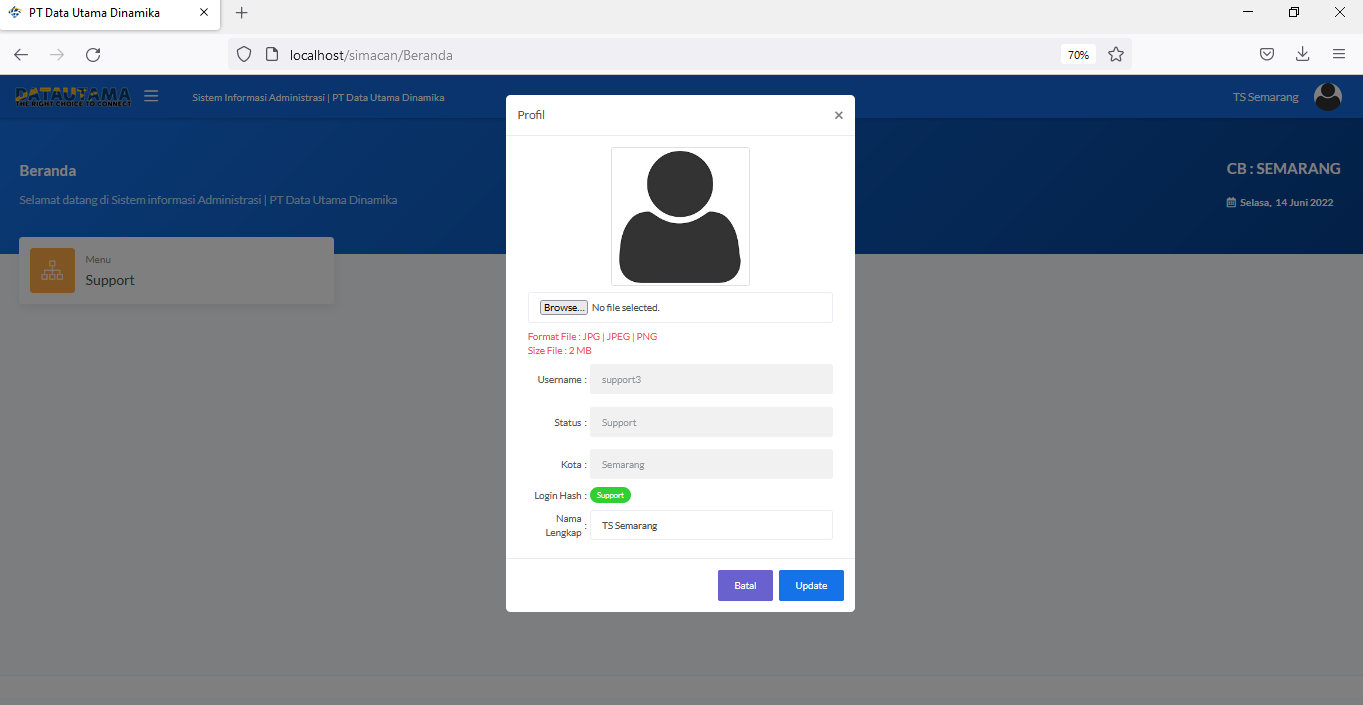 PT Data Utama Dinamika
localhost/simacan/Beranda
70%
DATAUTAMA
THE RIGHT CHOICE TO CONNECT
Sistem Informasi Administrasi | PT Data Utama Dinamika
TS Semarang
Beranda
Selamat datang di Sistem informasi Administrasi | PT Data Utama Dinamika
CB : SEMARANG
Selasa, 14 Juni 2022
Menu
Support
Profil
Browse... No file selected.
Format File : JPG | JPEG | PNG
Size File : 2 MB
Username : support3
Status : Support
Kota : Semarang
Login Hash : Support
Nama Lengkap : TS Semarang
Batal Update